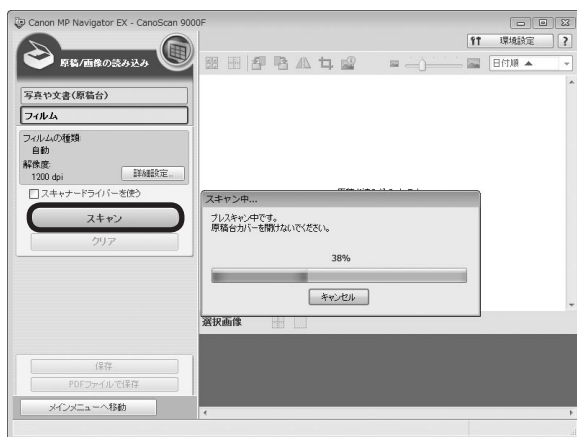 Canon MP Navigator EX - CanoScan 9000F
環境設定
?
原稿/画像の読み込み
日付順 ▲
写真や文書(原稿台)
フィルム
フィルムの種類:
自動
解像度:
1200 dpi
詳細設定...
スキャナードライバーを使う
スキャン
クリア
スキャン中...
プレスキャン中です。
原稿台カバーを開けないでください。
38%
キャンセル
選択画像
保存
PDFファイルで保存
メインメニューへ移動